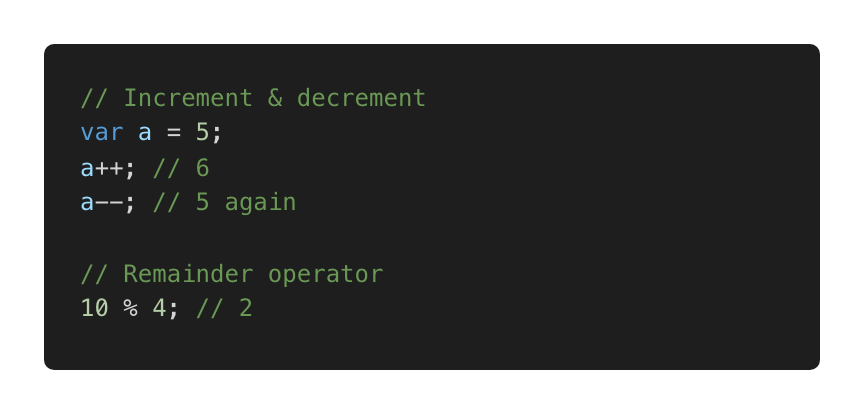 // Increment & decrement
var a = 5;
a++; // 6
a--; // 5 again
// Remainder operator
10 % 4; // 2